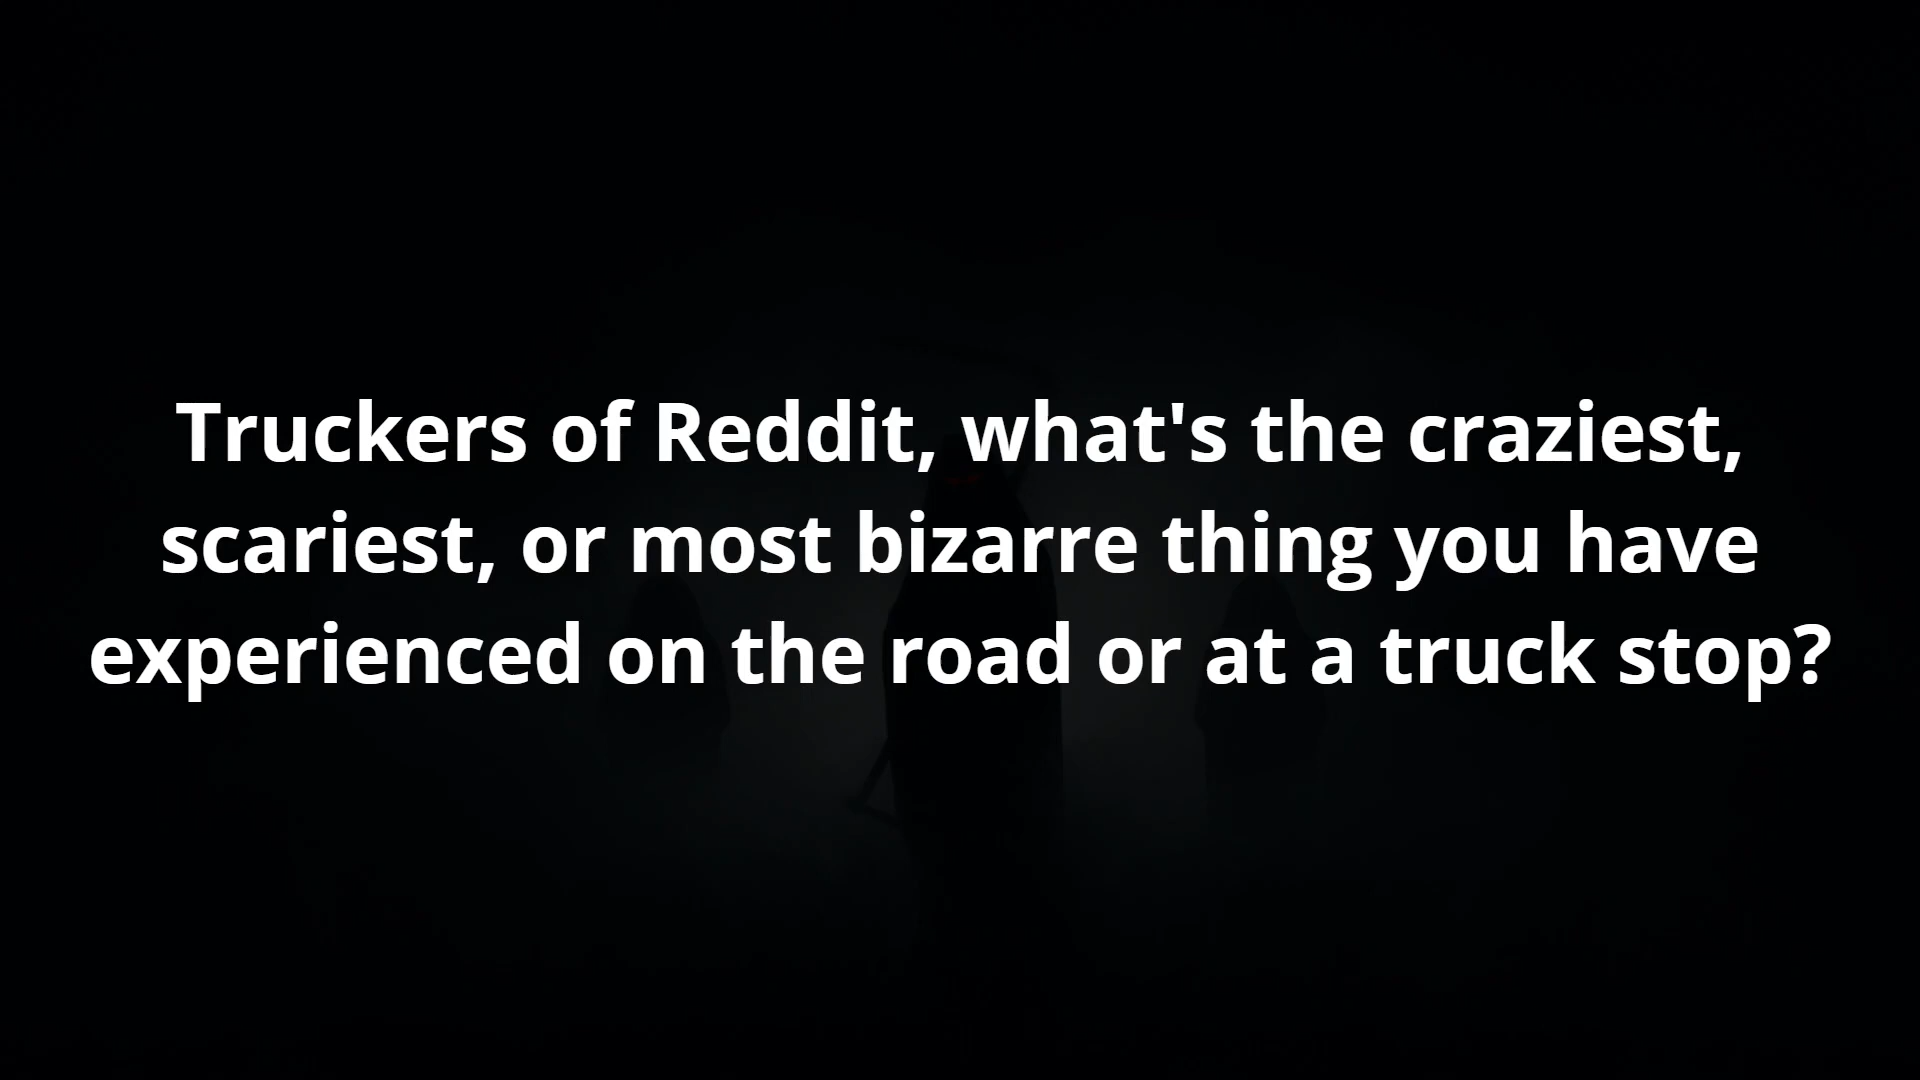 Truckers of Reddit, what's the craziest,
scariest, or most bizarre thing you have
experienced on the road or at a truck stop?